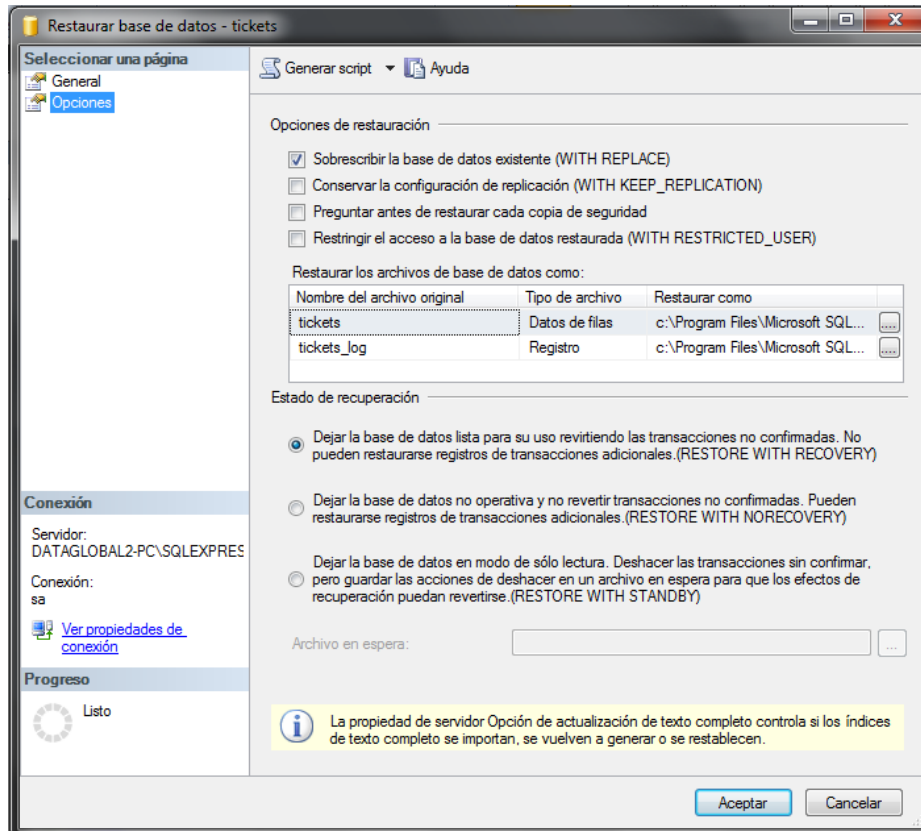 Restaurar base de datos - tickets
Seleccionar una página
General
Opciones
Generar script
Ayuda
Opciones de restauración
Sobrescribir la base de datos existente (WITH REPLACE)
Conservar la configuración de replicación (WITH KEEP_REPLICATION)
Preguntar antes de restaurar cada copia de seguridad
Restringir el acceso a la base de datos restaurada (WITH RESTRICTED_USER)
Restaurar los archivos de base de datos como:
Nombre del archivo original Tipo de archivo Restaurar como
tickets Datos de filas c:\Program Files\Microsoft SQL... ....
tickets_log Registro c:\Program Files\Microsoft SQL... ....
Estado de recuperación
Dejar la base de datos lista para su uso revirtiendo las transacciones no confirmadas. No
pueden restaurarse registros de transacciones adicionales.(RESTORE WITH RECOVERY)
Dejar la base de datos no operativa y no revertir transacciones no confirmadas. Pueden
restaurarse registros de transacciones adicionales.(RESTORE WITH NORECOVERY)
Dejar la base de datos en modo de sólo lectura. Deshacer las transacciones sin confirmar,
pero guardar las acciones de deshacer en un archivo en espera para que los efectos de
recuperación puedan revertirse.(RESTORE WITH STANDBY)
Archivo en espera: ...
La propiedad de servidor Opción de actualización de texto completo controla si los índices
de texto completo se importan, se vuelven a generar o se restablecen.
Conexión
Servidor:
DATAGLOBAL2-PC\SQLEXPRES
Conexión:
sa
Ver propiedades de
conexión
Progreso
Listo
Aceptar
Cancelar